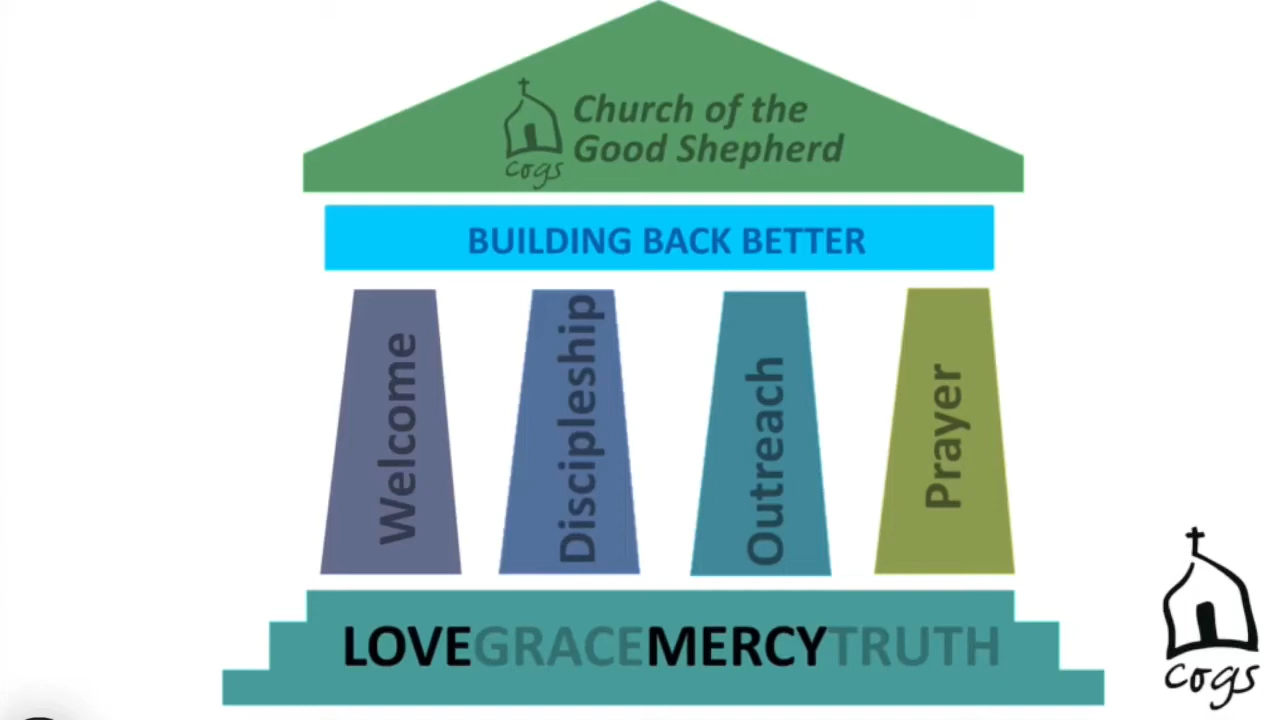 Church of the
Good Shepherd
cogs
BUILDING BACK BETTER
Welcome
Discipleship
Outreach
Prayer
LOVEGRACEMERCYTRUTH
cogs